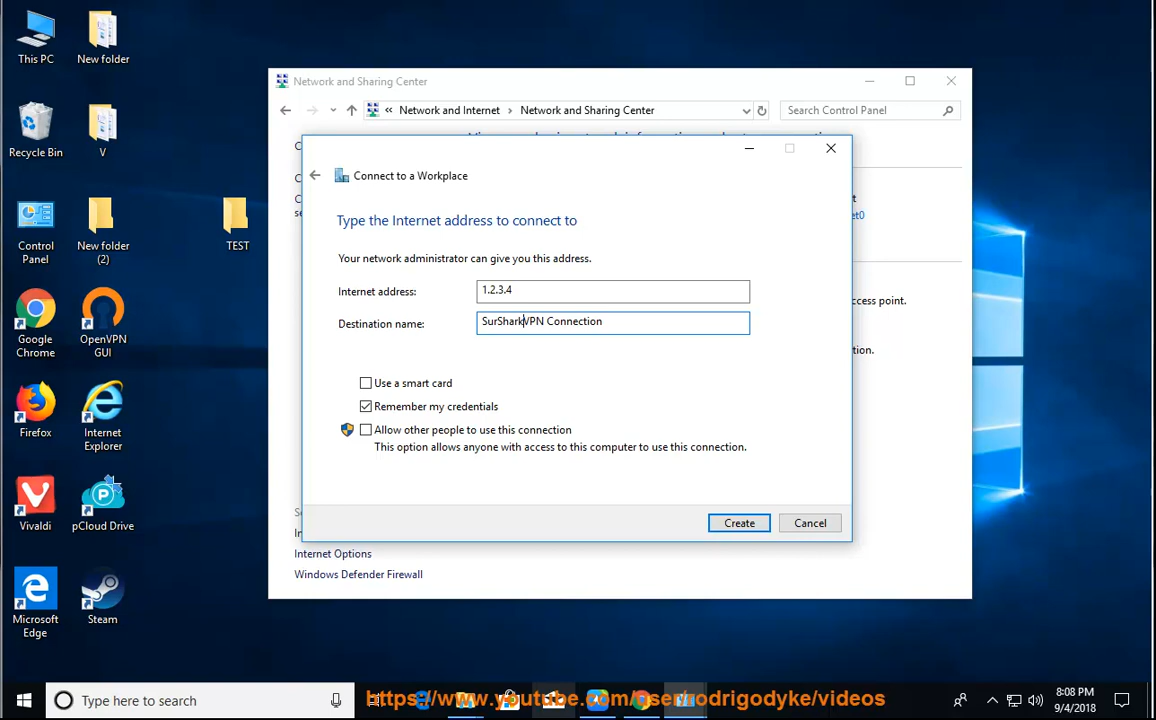 This PC
New folder
Recycle Bin
V
Control
Panel
New folder
(2)
TEST
Google
Chrome
OpenVPN
GUI
Firefox
Internet
Explorer
Vivaldi
pCloud Drive
Microsoft
Edge
Steam
Network and Sharing Center
« Network and Internet › Network and Sharing Center
Search Control Panel
Connect to a Workplace
Type the Internet address to connect to
Your network administrator can give you this address.
Internet address:
1.2.3.4
Destination name:
SurSharkVPN Connection
Use a smart card
Remember my credentials
Allow other people to use this connection
This option allows anyone with access to this computer to use this connection.
Create
Cancel
Internet Options
Windows Defender Firewall
Type here to search
https://www.youtube.com/user/rodrigodyke/videos
8:08 PM
9/4/2018